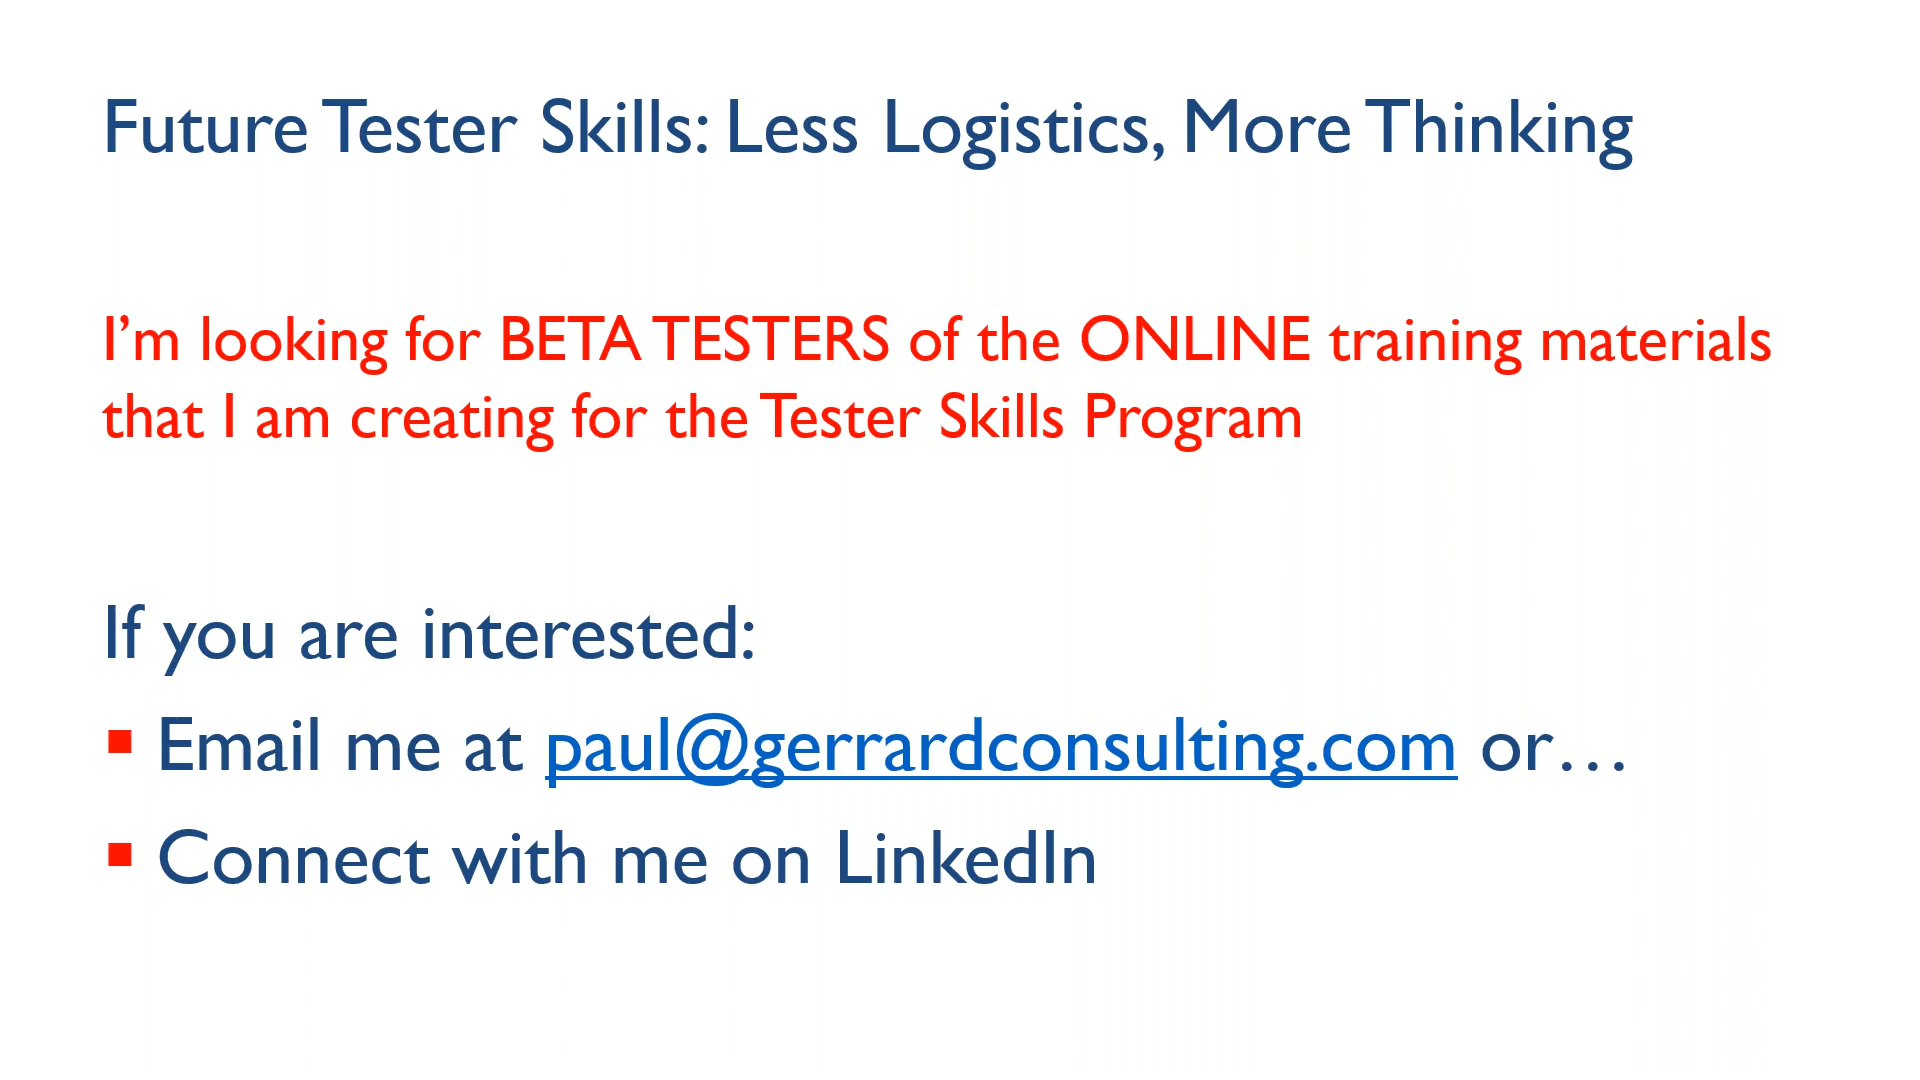 Future Tester Skills: Less Logistics, More Thinking
I’m looking for BETA TESTERS of the ONLINE training materials
that I am creating for the Tester Skills Program
If you are interested:
▪ Email me at paul@gerrardconsulting.com or…
▪ Connect with me on LinkedIn